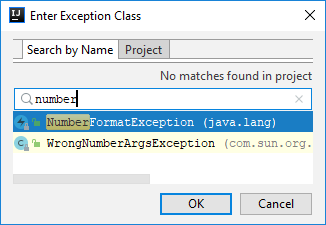 IJ Enter Exception Class
Search by Name Project
No matches found in project
number
NumberFormatException (java.lang)
WrongNumberArgsException (com.sun.org.
OK Cancel